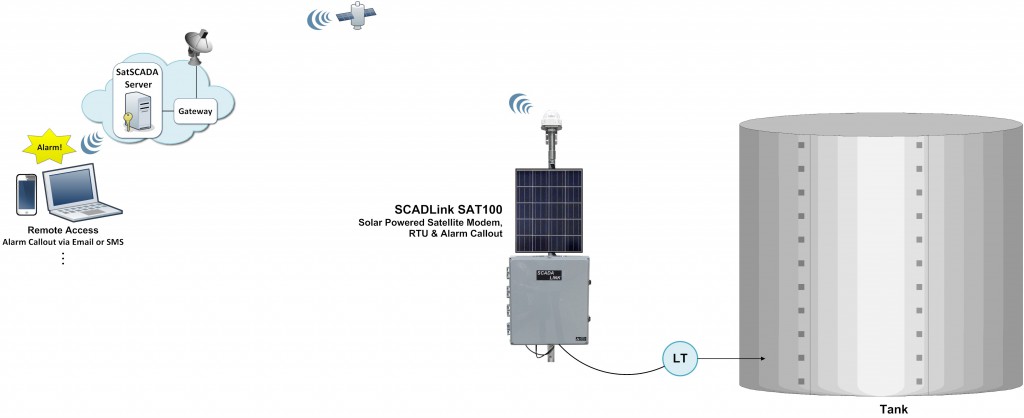 SatSCADA
Server
Gateway
Alarm!
Remote Access
Alarm Callout via Email or SMS
SCADLink SAT100
Solar Powered Satellite Modem,
RTU & Alarm Callout
SCADA
LINK
LT
Tank